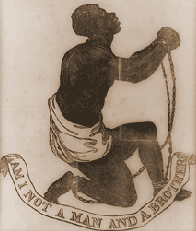 AM I NOT A MAN AND A BROTHER